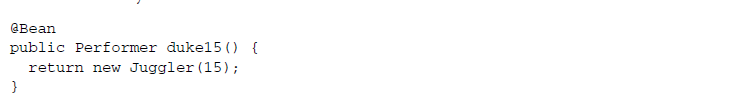 @Bean
public Performer duke15() {
  return new Juggler(15);
}